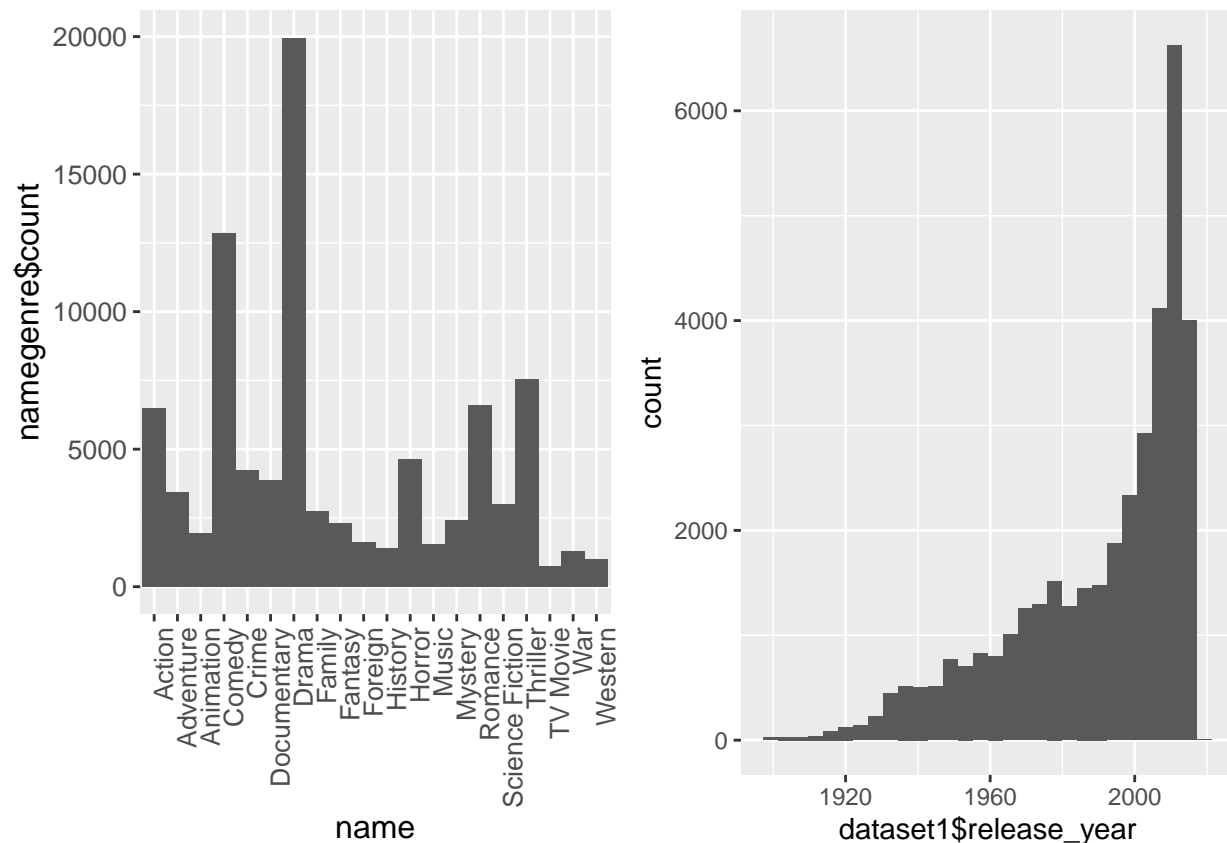 20000
15000
10000
5000
0
namegenre$count
Action
Adventure
Animation
Comedy
Crime
Documentary
Drama
Family
Fantasy
Foreign
History
Horror
Music
Mystery
Romance
Science Fiction
Thriller
TV Movie
War
Western
name
6000
4000
2000
0
count
1920
1960
2000
dataset1$release_year